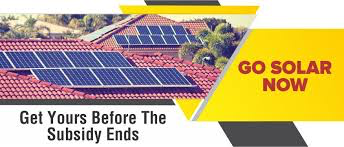 Get Yours Before The
Subsidy Ends
GO SOLAR
NOW